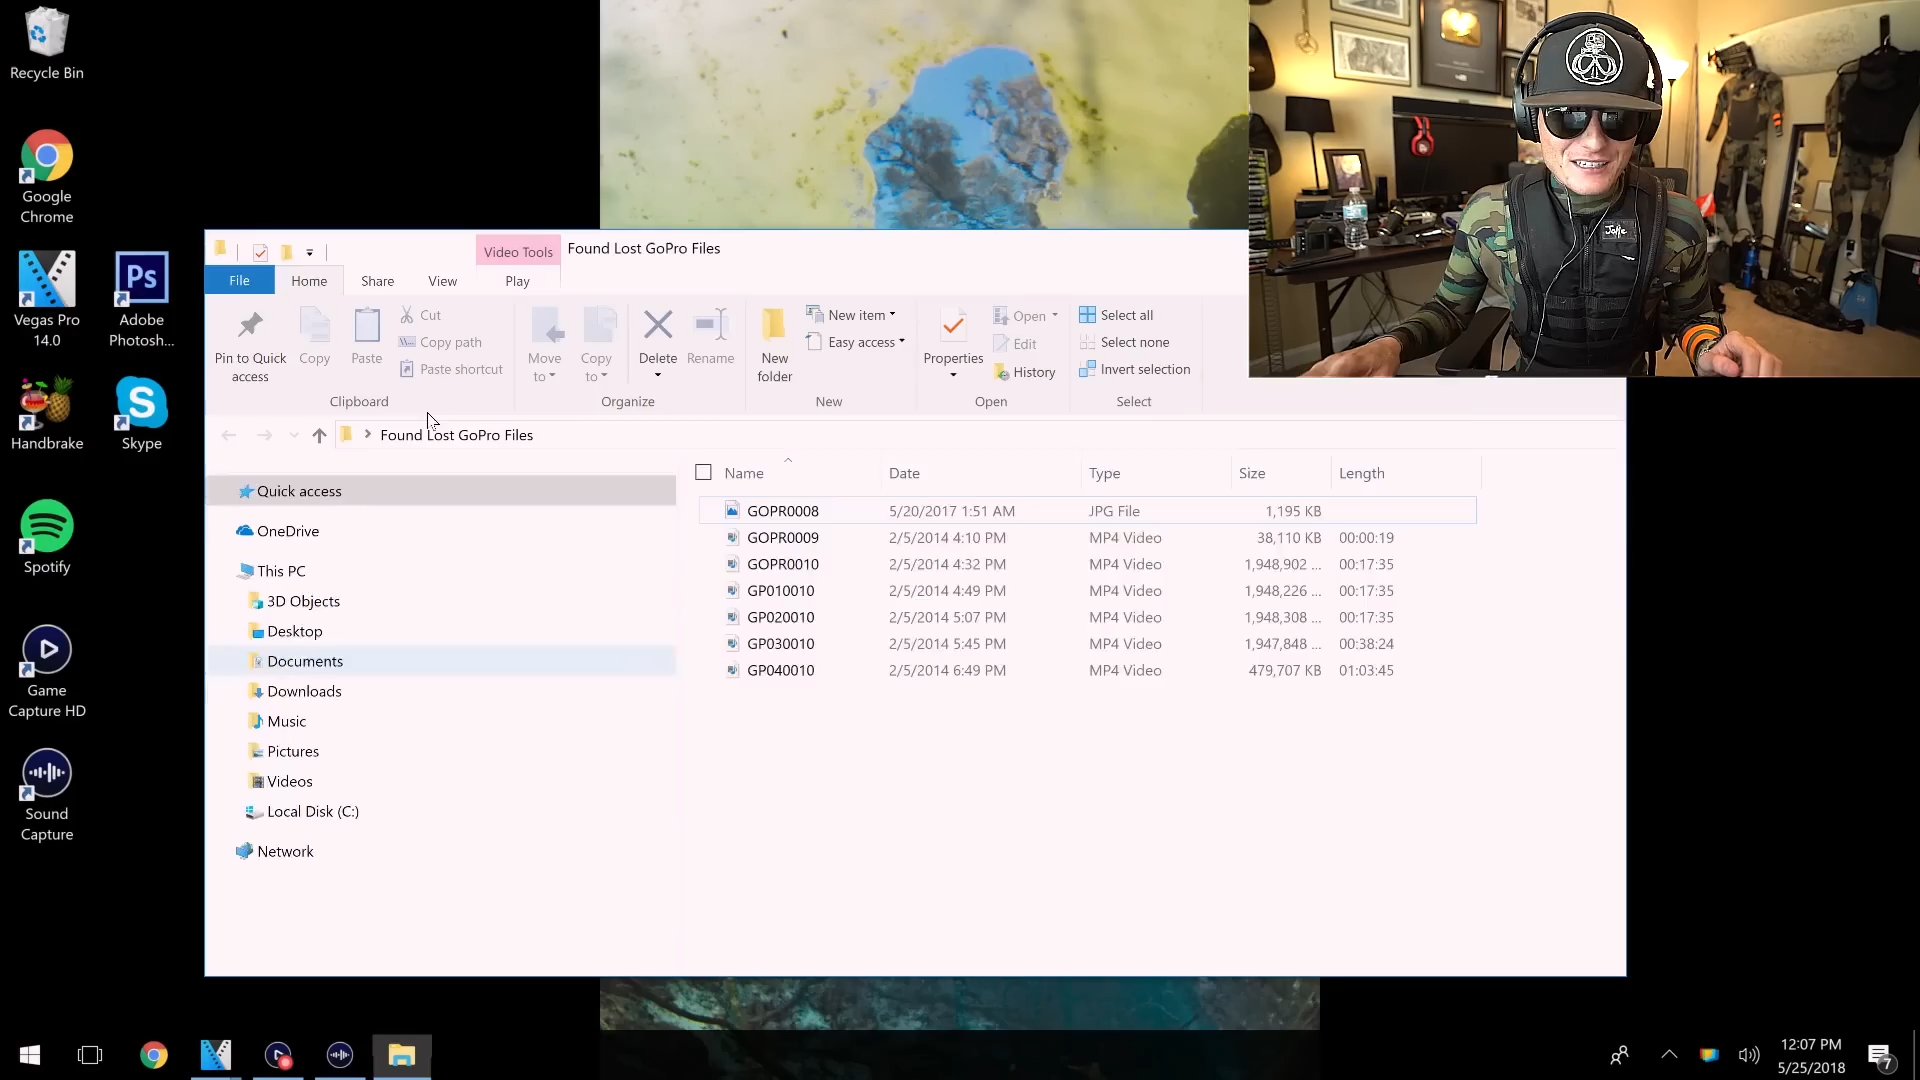 Recycle Bin
Google
Chrome
Vegas Pro
14.0
Adobe
Photosh...
Handbrake
Skype
Spotify
Game
Capture HD
Sound
Capture
Video Tools
Found Lost GoPro Files
File
Home
Share
View
Play
Pin to Quick
access
Copy
Paste
Cut
Copy path
Paste shortcut
Clipboard
Move
to
Copy
to
Delete
Rename
Organize
New
folder
New item
Easy access
New
Properties
Open
Edit
History
Open
Select all
Select none
Invert selection
Select
Found Lost GoPro Files
Quick access
OneDrive
This PC
3D Objects
Desktop
Documents
Downloads
Music
Pictures
Videos
Local Disk (C:)
Network
Name Date Type Size Length
GOPR0008 5/20/2017 1:51 AM JPG File 1,195 KB
GOPR0009 2/5/2014 4:10 PM MP4 Video 38,110 KB 00:00:19
GOPR0010 2/5/2014 4:32 PM MP4 Video 1,948,902 ... 00:17:35
GP010010 2/5/2014 4:49 PM MP4 Video 1,948,226 ... 00:17:35
GP020010 2/5/2014 5:07 PM MP4 Video 1,948,308 ... 00:17:35
GP030010 2/5/2014 5:45 PM MP4 Video 1,947,848 ... 00:38:24
GP040010 2/5/2014 6:49 PM MP4 Video 479,707 KB 01:03:45
Ps
12:07 PM
5/25/2018
7